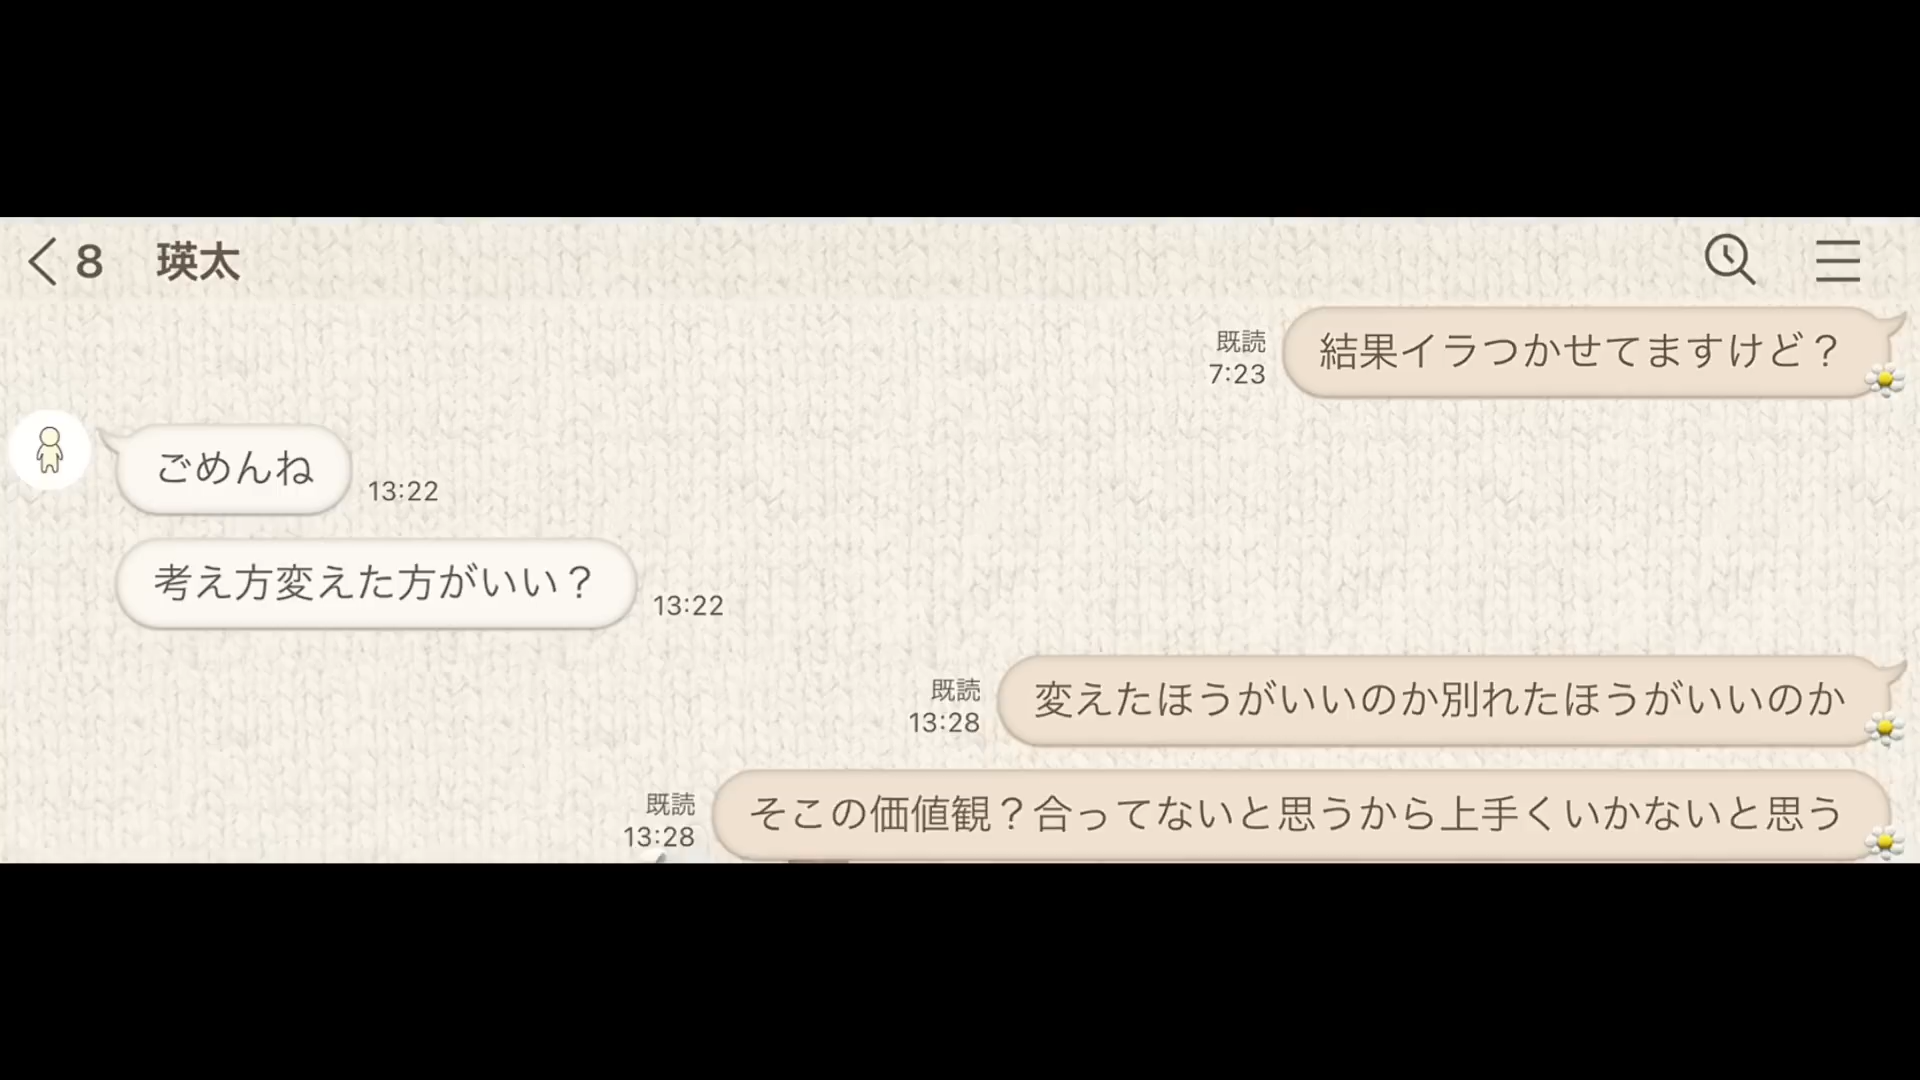 8 瑛太
結果イラつかせてますけど？
既読
7:23
ごめんね
13:22
考え方変えた方がいい？
13:22
変えたほうがいいのか別れたほうがいいのか
既読
13:28
そこの価値観？合ってないと思うから上手くいかないと思う
既読
13:28